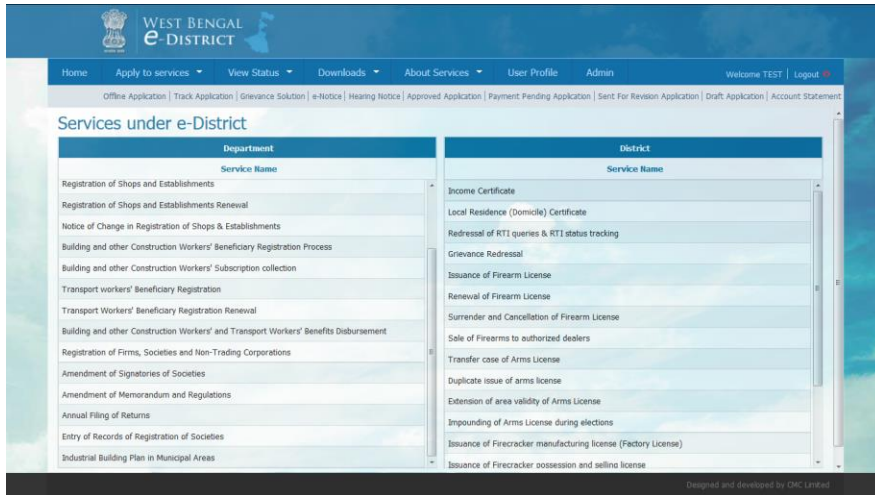 WEST BENGAL
e-DISTRICT
Home Apply to services View Status Downloads About Services User Profile Admin Welcome TEST | Logout
Offline Application | Track Application | Grievance Solution | e-Notice | Hearing Notice | Approved Application | Payment Pending Application | Sent For Revision Application | Draft Application | Account Statement
Services under e-District
Department
Service Name
Registration of Shops and Establishments
Registration of Shops and Establishments Renewal
Notice of Change in Registration of Shops & Establishments
Building and other Construction Workers' Beneficiary Registration Process
Building and other Construction Workers' Subscription collection
Transport workers' Beneficiary Registration
Transport Workers' Beneficiary Registration Renewal
Building and other Construction Workers' and Transport Workers' Benefits Disbursement
Registration of Firms, Societies and Non-Trading Corporations
Amendment of Signatories of Societies
Amendment of Memorandum and Regulations
Annual Filing of Returns
Entry of Records of Registration of Societies
Industrial Building Plan in Municipal Areas
District
Service Name
Income Certificate
Local Residence (Domicile) Certificate
Redressal of RTI queries & RTI status tracking
Grievance Redressal
Issuance of Firearm License
Renewal of Firearm License
Surrender and Cancellation of Firearm License
Sale of Firearms to authorized dealers
Transfer case of Arms License
Duplicate issue of arms license
Extension of area validity of Arms License
Impounding of Arms License during elections
Issuance of Firecracker manufacturing license (Factory License)
Issuance of Firecracker possession and selling license
Designed and developed by CMC Limited